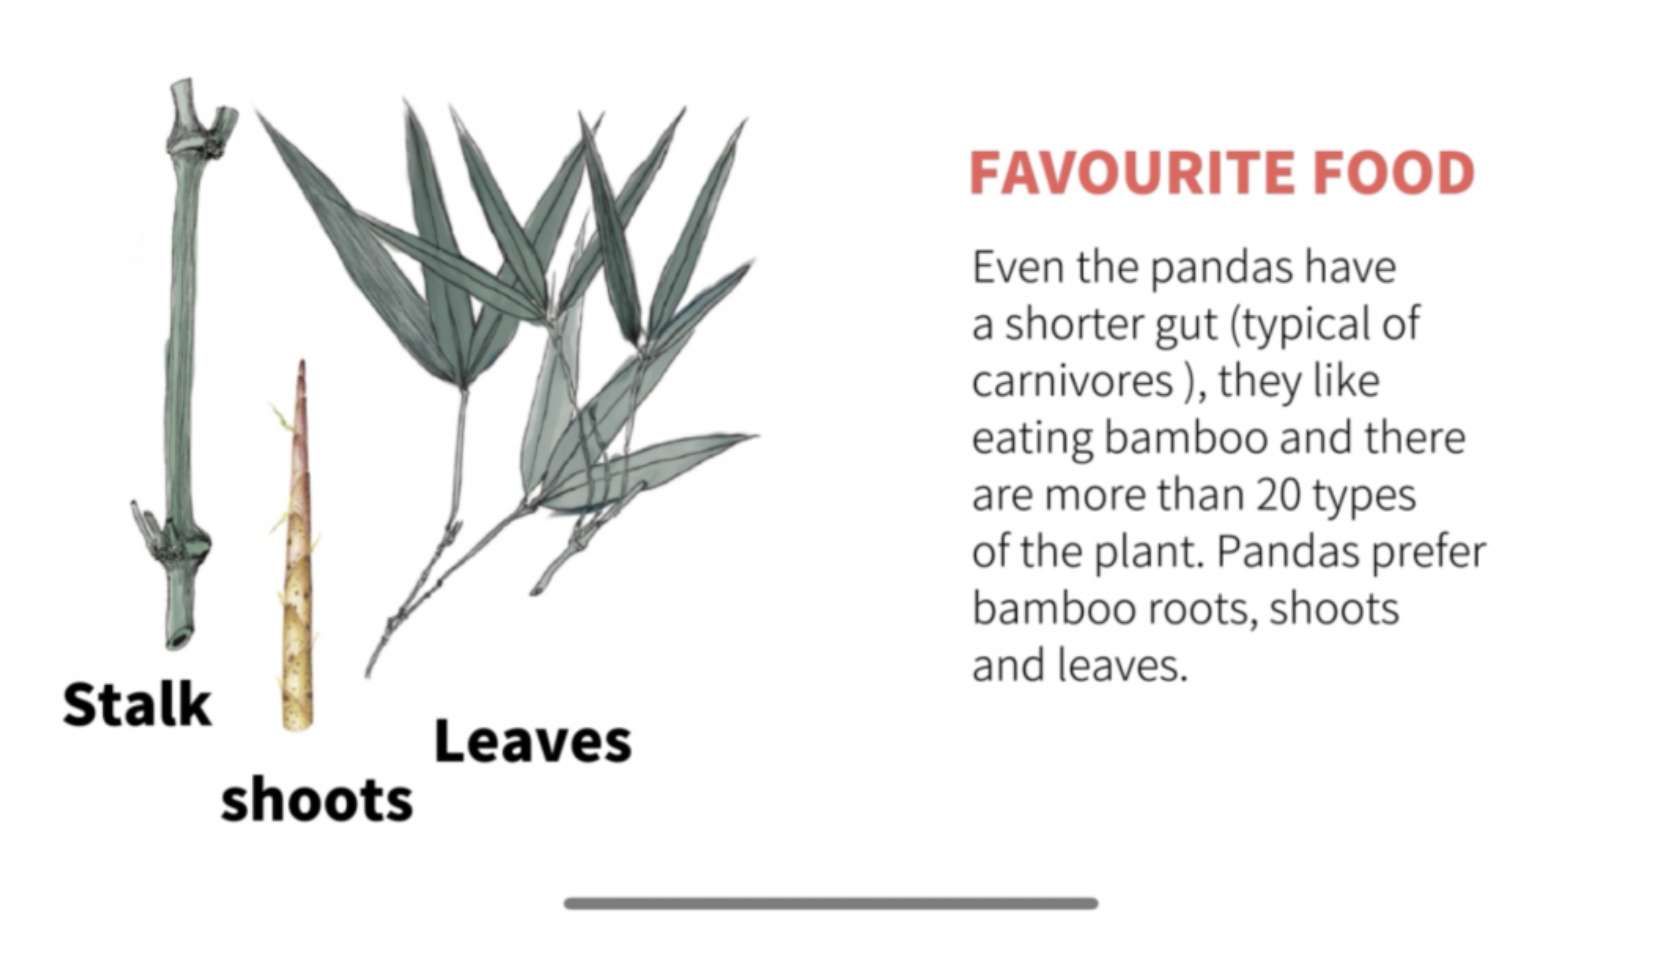 FAVOURITE FOOD
Even the pandas have
a shorter gut (typical of
carnivores ), they like
eating bamboo and there
are more than 20 types
of the plant. Pandas prefer
bamboo roots, shoots
and leaves.
Stalk
Leaves
shoots